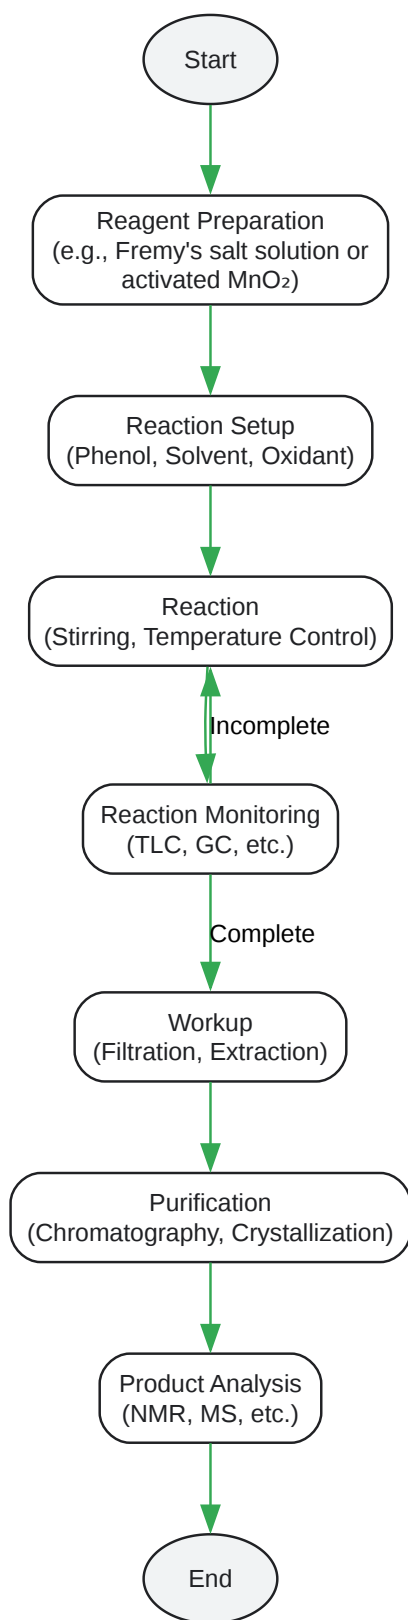 Start
Reagent Preparation
(e.g., Fremy's salt solution or
activated MnO₂)
Reaction Setup
(Phenol, Solvent, Oxidant)
Reaction
(Stirring, Temperature Control)
Incomplete
Reaction Monitoring
(TLC, GC, etc.)
Complete
Workup
(Filtration, Extraction)
Purification
(Chromatography, Crystallization)
Product Analysis
(NMR, MS, etc.)
End